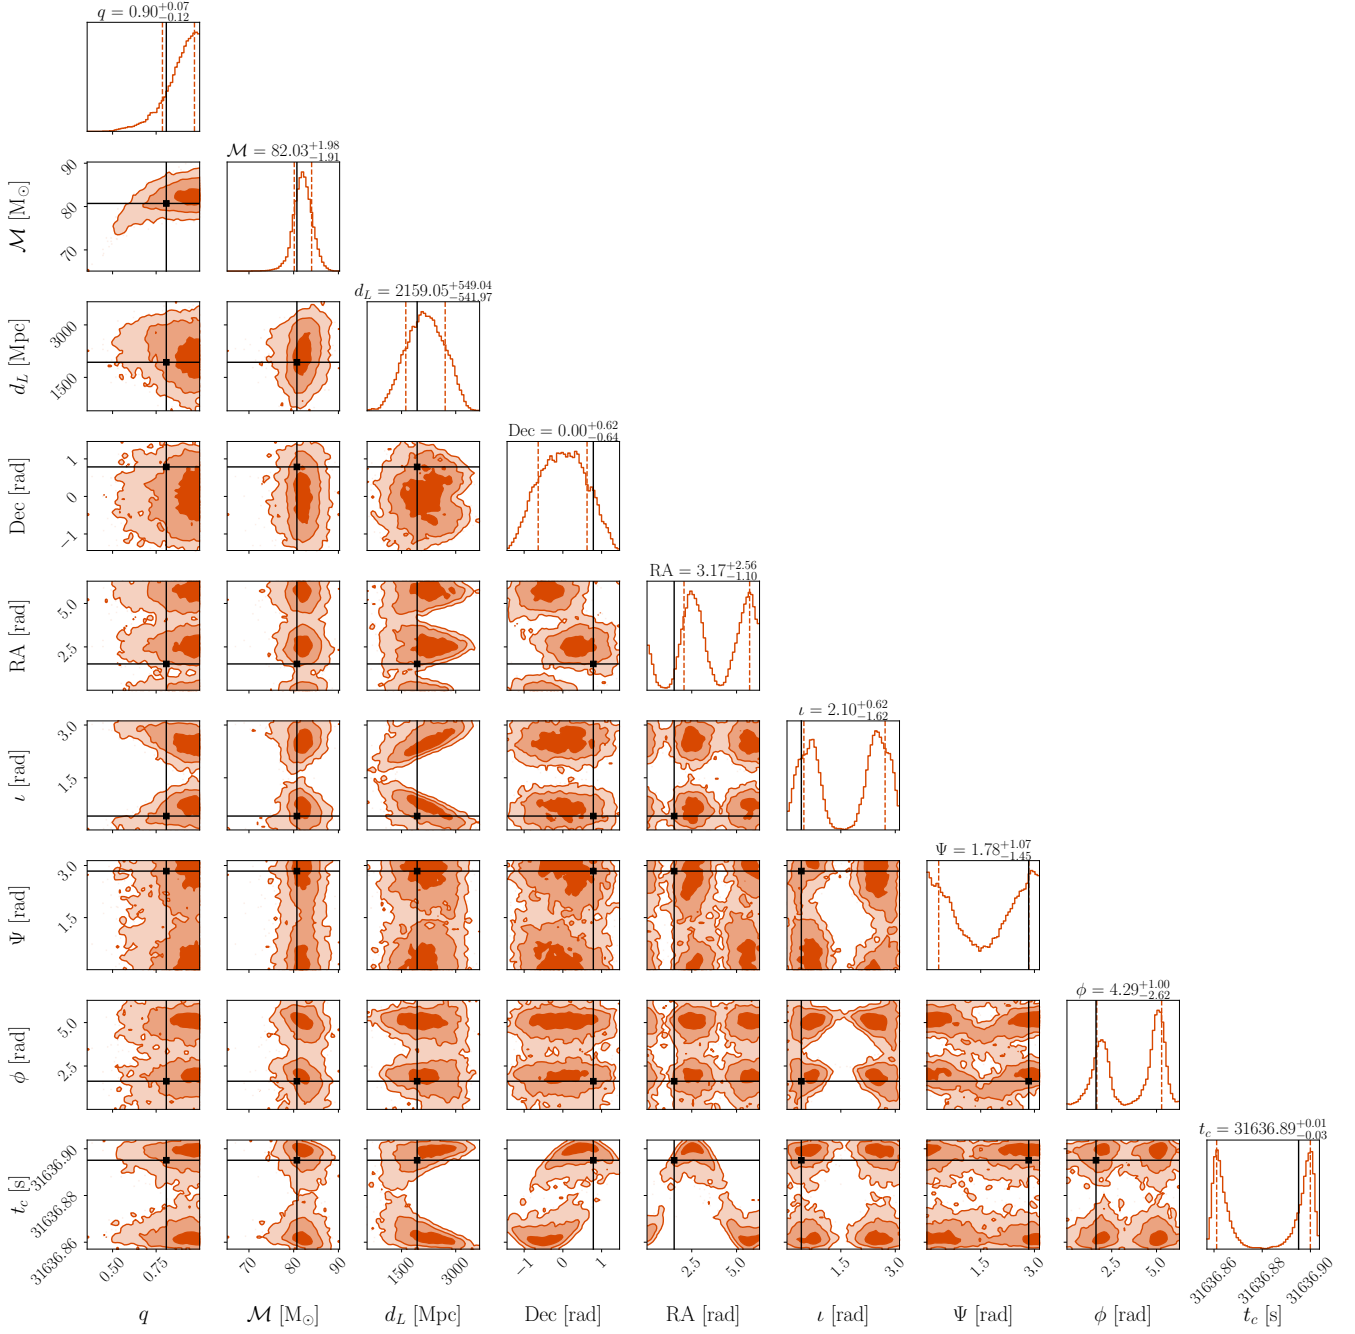 q = 0.90^{+0.07}_{-0.12}
90
80
70
ℳ [M_⊙]
ℳ = 82.03^{+1.98}_{-1.91}
3000
1500
d_L [Mpc]
d_L = 2159.05^{+549.04}_{-541.97}
1
0
−1
Dec [rad]
Dec = 0.00^{+0.62}_{-0.64}
5.0
2.5
RA [rad]
RA = 3.17^{+2.56}_{-1.10}
3.0
1.5
ι [rad]
ι = 2.10^{+0.62}_{-1.62}
3.0
1.5
Ψ [rad]
Ψ = 1.78^{+1.07}_{-1.45}
5.0
2.5
ϕ [rad]
ϕ = 4.29^{+1.00}_{-2.62}
31636.90
31636.88
31636.86
t_c [s]
t_c = 31636.89^{+0.01}_{-0.03}
0.50 0.75 70 80 90 1500 3000 −1 0 1 2.5 5.0 1.5 3.0 1.5 3.0 2.5 5.0 31636.86 31636.88 31636.90
q ℳ [M_⊙] d_L [Mpc] Dec [rad] RA [rad] ι [rad] Ψ [rad] ϕ [rad] t_c [s]